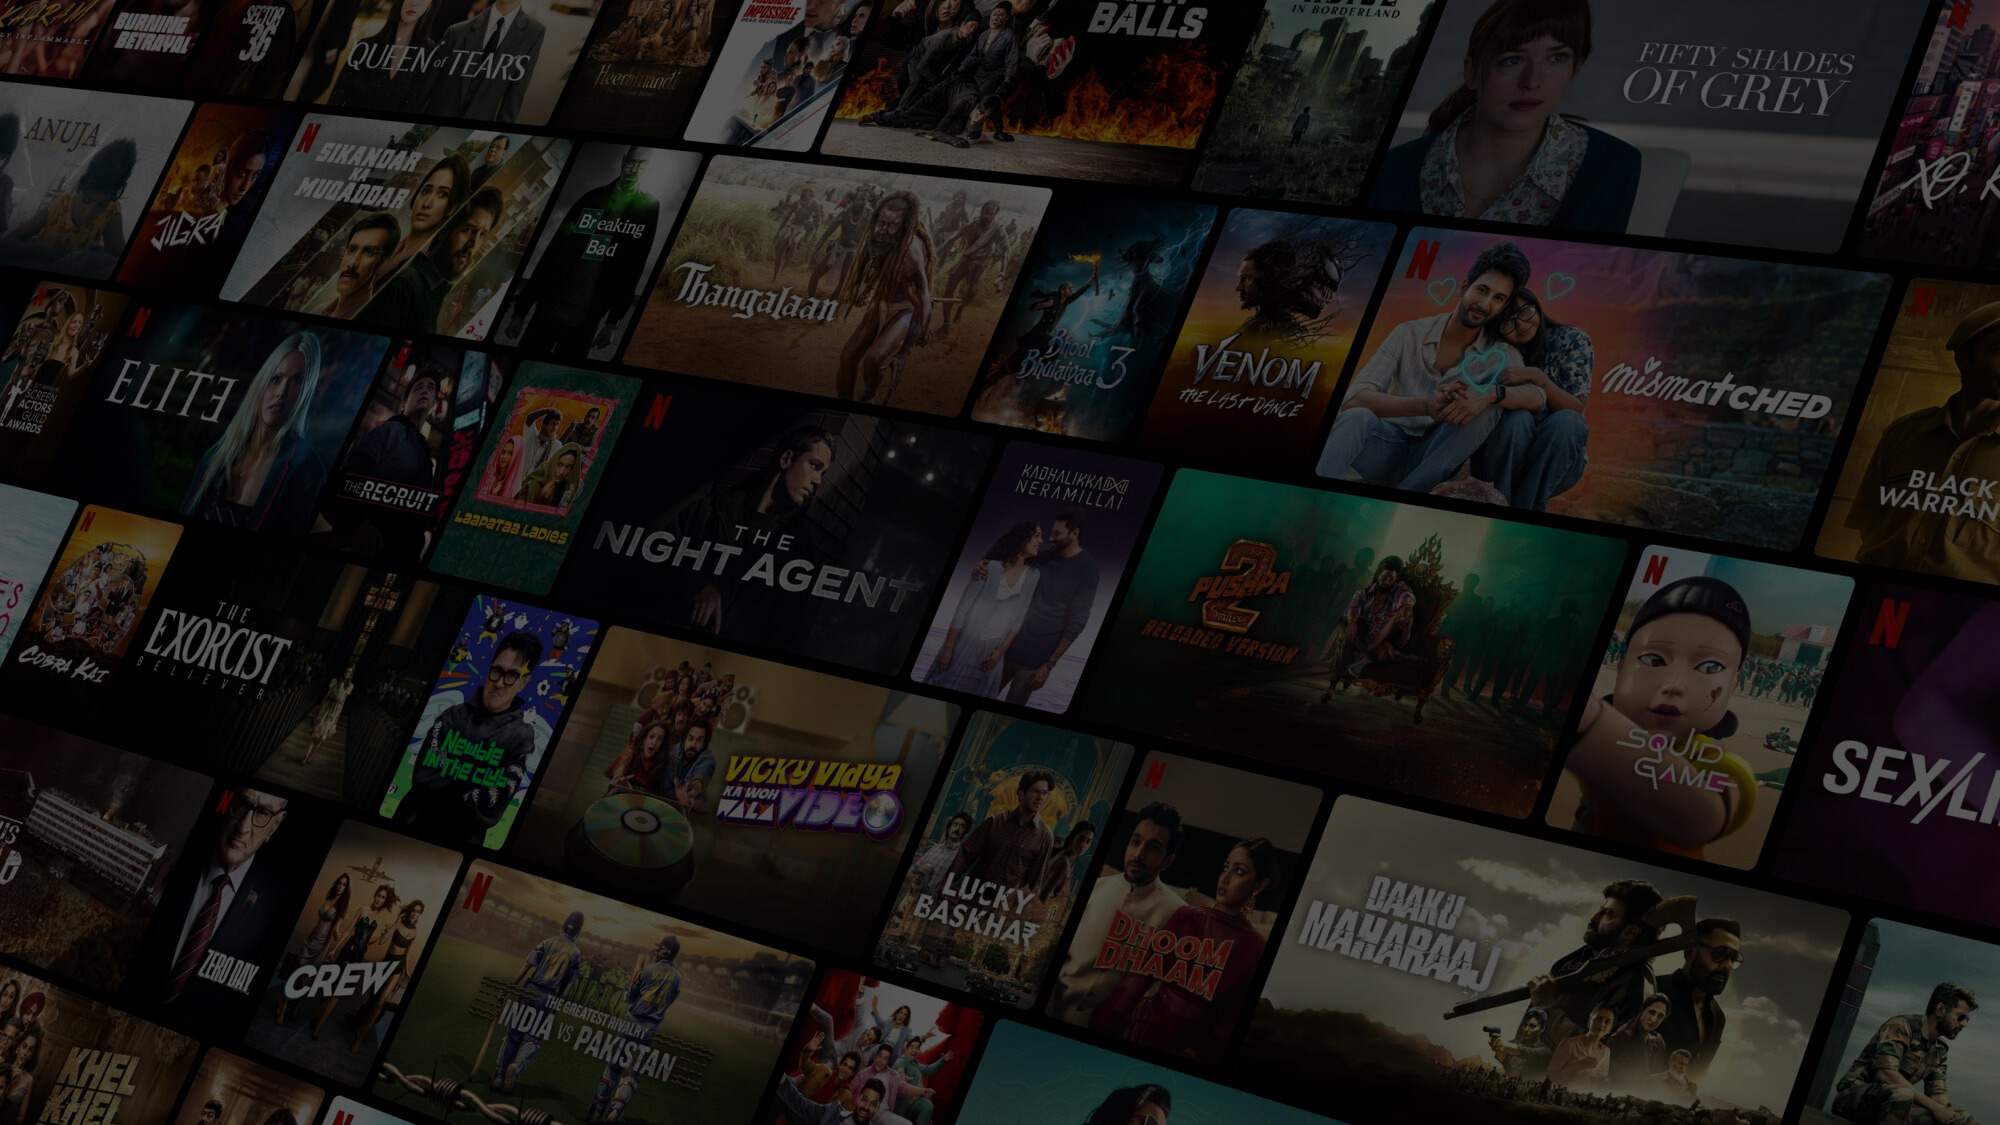 BURNING
BETRAYAL
SECTOR
36
QUEEN of TEARS
Heeramandi
IMPOSSIBLE
DEAD RECKONING
BALLS
IN BORDERLAND
FIFTY SHADES
OF GREY
XO, K
ANUJA
JIGRA
N
SIKANDAR
KA
MUQADDAR
Breaking
Bad
Thangalaan
Bhool
Bhulaiyaa 3
VENOM
THE LAST DANCE
N
mismatched
N
BLACK
WARRAN
SCREEN
ACTORS
GUILD
AWARDS
N
ELITE
N
THE RECRUIT
Laapataa Ladies
N
THE
NIGHT AGENT
KADHALIKKA
NERAMILLAI
PUSHPA
2
RELOADED VERSION
N
SQUID
GAME
N
SEX/LI
N
COBRA KAI
THE
EXORCIST
BELIEVER
Newbie
in the club
VICKY VIDYA
KA WOH
WALA VIDEO
LUCKY
BASKHAR
N
DHOOM
DHAAM
DAAKU
MAHARAAJ
N
ZERO DAY
CREW
N
THE GREATEST RIVALRY
INDIA VS PAKISTAN
KHEL
KHEL
N